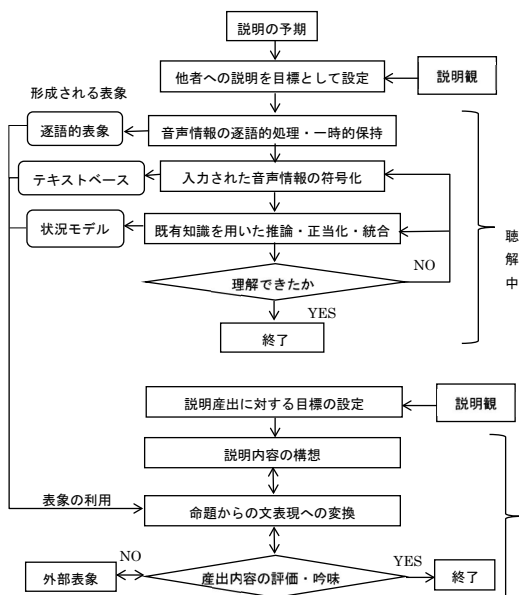 説明の予期
他者への説明を目標として設定
説明観
形成される表象
逐語的表象
音声情報の逐語的処理・一時的保持
テキストベース
入力された音声情報の符号化
状況モデル
既有知識を用いた推論・正当化・統合
聴解中
NO
理解できたか
YES
終了
説明産出に対する目標の設定
説明観
説明内容の構想
表象の利用
命題からの文表現への変換
NO
YES
外部表象
産出内容の評価・吟味
終了